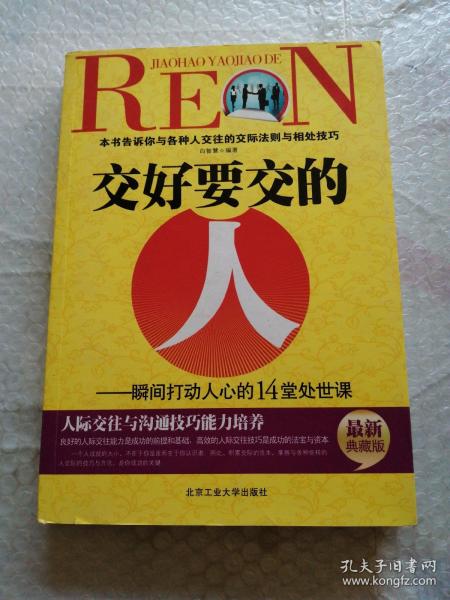 JIAOHAO YAOJIAO DE
REN
本书告诉你与各种人交往的交际法则与相处技巧
白智慧☆编著
交好要交的
人
——瞬间打动人心的14堂处世课
人际交往与沟通技巧能力培养
良好的人际交往能力是成功的前提和基础，高效的人际交往技巧是成功的法宝与资本
最新
典藏版
北京工业大学出版社
孔夫子旧书网
www.kongfz.com